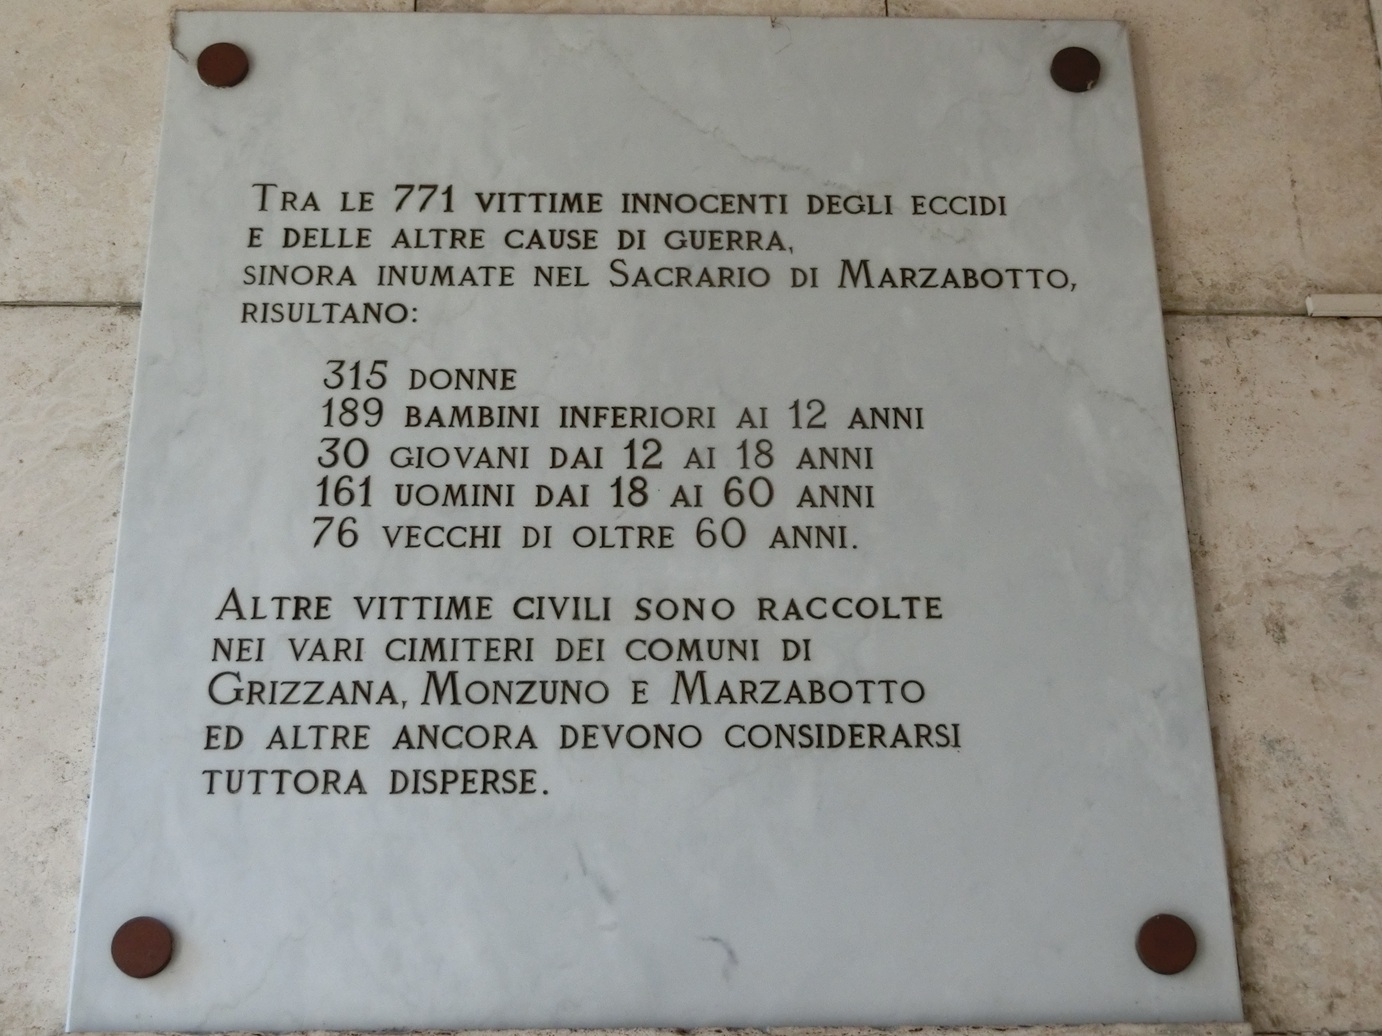 TRA LE 771 VITTIME INNOCENTI DEGLI ECCIDI
E DELLE ALTRE CAUSE DI GUERRA,
SINORA INUMATE NEL SACRARIO DI MARZABOTTO,
RISULTANO:
315 DONNE
189 BAMBINI INFERIORI AI 12 ANNI
30 GIOVANI DAI 12 AI 18 ANNI
161 UOMINI DAI 18 AI 60 ANNI
76 VECCHI DI OLTRE 60 ANNI.
ALTRE VITTIME CIVILI SONO RACCOLTE
NEI VARI CIMITERI DEI COMUNI DI
GRIZZANA, MONZUNO E MARZABOTTO
ED ALTRE ANCORA DEVONO CONSIDERARSI
TUTTORA DISPERSE.